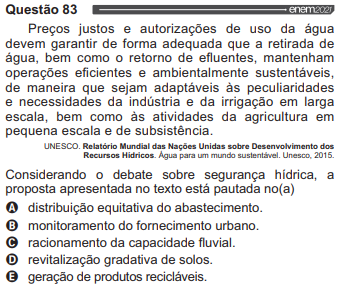 Questão 83 enem2021
Preços justos e autorizações de uso da água
devem garantir de forma adequada que a retirada de
água, bem como o retorno de efluentes, mantenham
operações eficientes e ambientalmente sustentáveis,
de maneira que sejam adaptáveis às peculiaridades
e necessidades da indústria e da irrigação em larga
escala, bem como às atividades da agricultura em
pequena escala e de subsistência.
UNESCO. Relatório Mundial das Nações Unidas sobre Desenvolvimento dos
Recursos Hídricos. Água para um mundo sustentável. Unesco, 2015.
Considerando o debate sobre segurança hídrica, a
proposta apresentada no texto está pautada no(a)
A distribuição equitativa do abastecimento.
B monitoramento do fornecimento urbano.
C racionamento da capacidade fluvial.
D revitalização gradativa de solos.
E geração de produtos recicláveis.